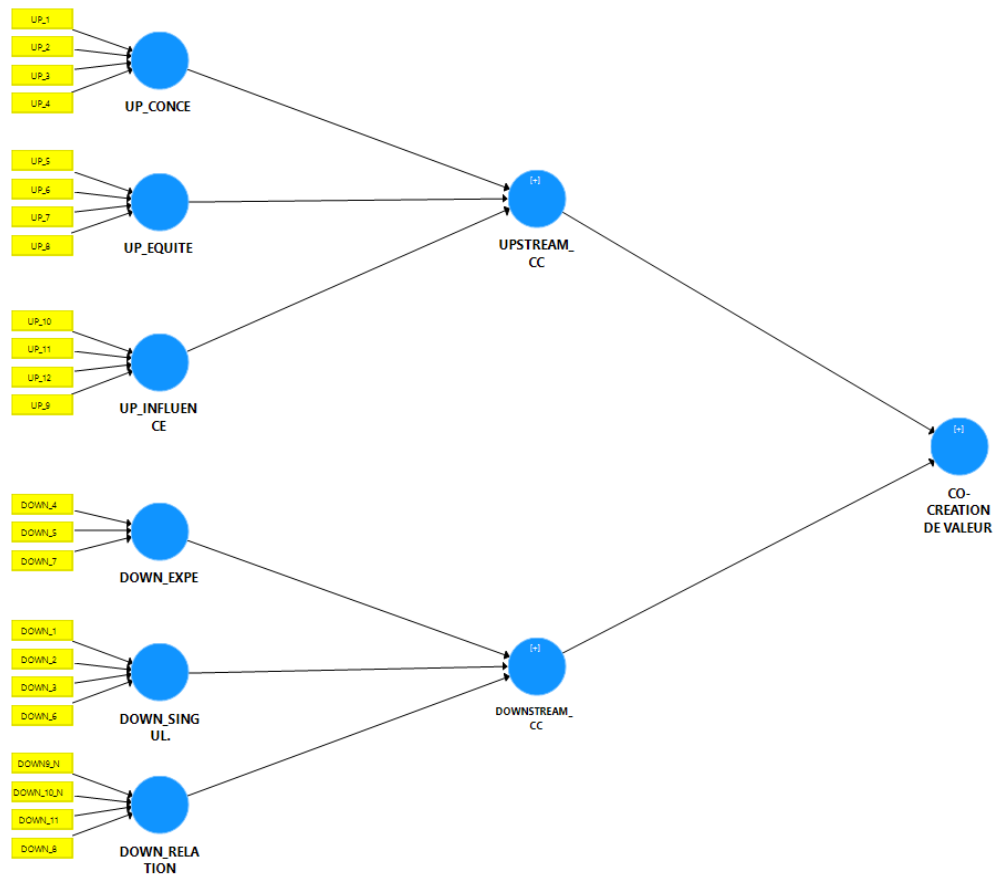 UP_1
UP_2
UP_3
UP_4
UP_CONCE
UP_5
UP_6
UP_7
UP_8
UP_EQUITE
[+]
UPSTREAM_
CC
UP_10
UP_11
UP_12
UP_9
UP_INFLUEN
CE
[+]
CO-
CREATION
DE VALEUR
DOWN_4
DOWN_5
DOWN_7
DOWN_EXPE
DOWN_1
DOWN_2
DOWN_3
DOWN_6
DOWN_SING
UL.
[+]
DOWNSTREAM_
CC
DOWN9_N
DOWN_10_N
DOWN_11
DOWN_8
DOWN_RELA
TION